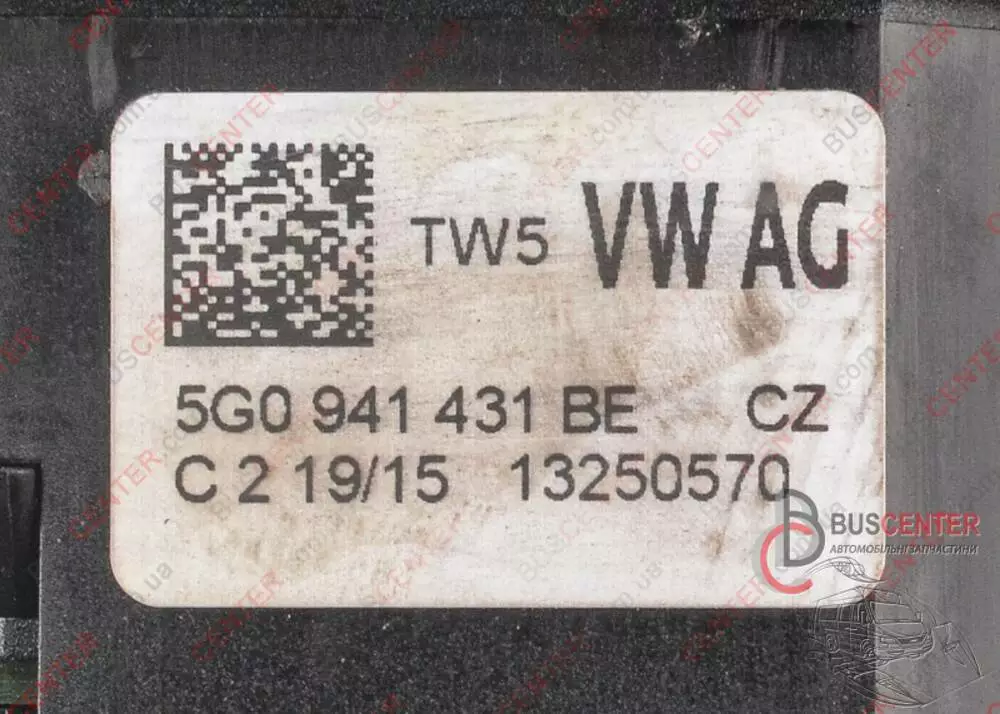 TW5 VW AG
5G0 941 431 BE CZ
C 2 19/15 13250570
BUSCENTER
АВТОМОБІЛЬНІ ЗАПЧАСТИНИ